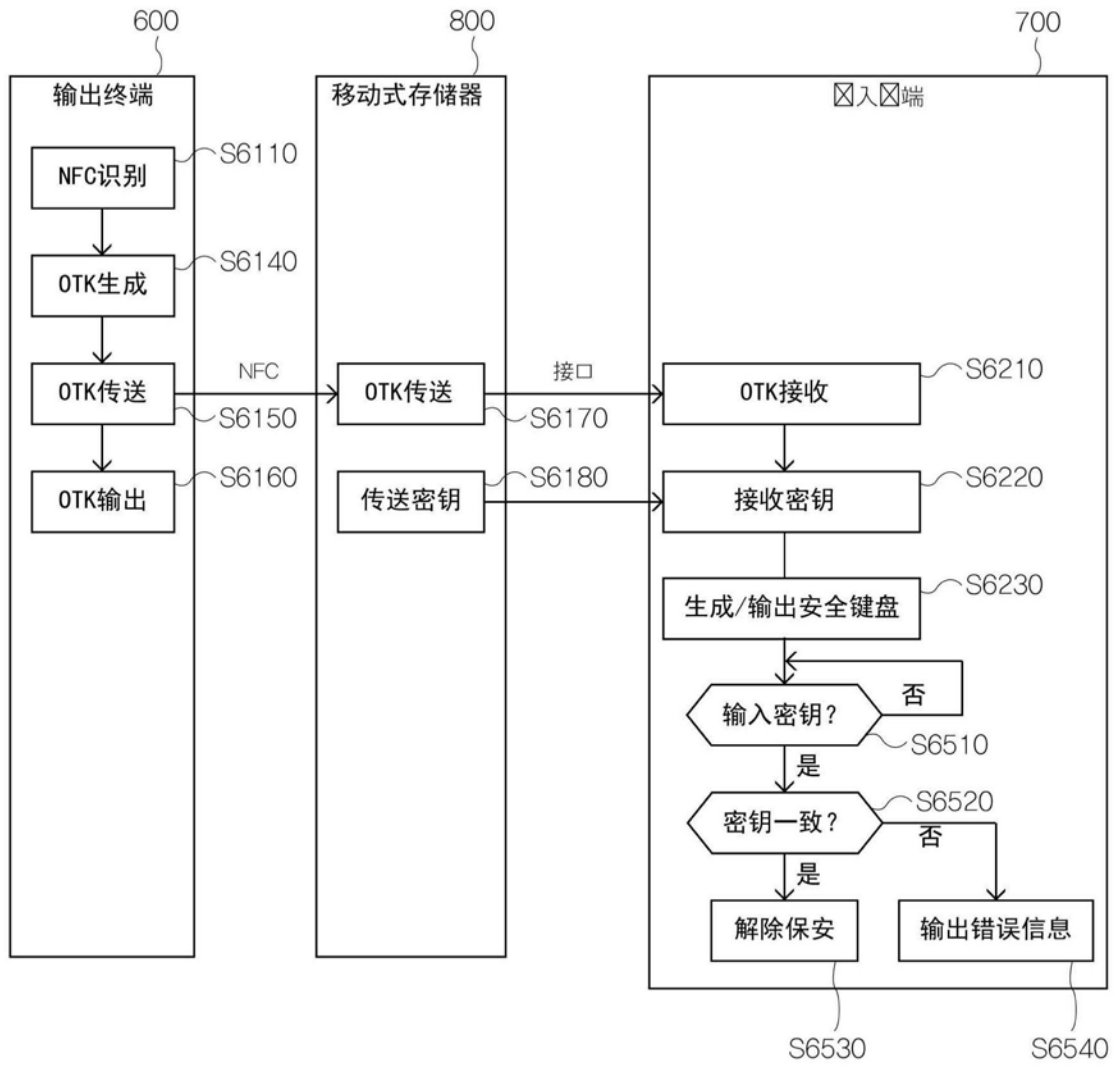 600
800
700
输出终端
移动式存储器
入端
NFC识别
S6110
OTK生成
S6140
OTK传送
S6150
NFC
OTK传送
S6170
接口
OTK接收
S6210
OTK输出
S6160
传送密钥
S6180
接收密钥
S6220
生成/输出安全键盘
S6230
输入密钥?
否
S6510
是
密钥一致?
S6520
否
是
解除保安
输出错误信息
S6530
S6540